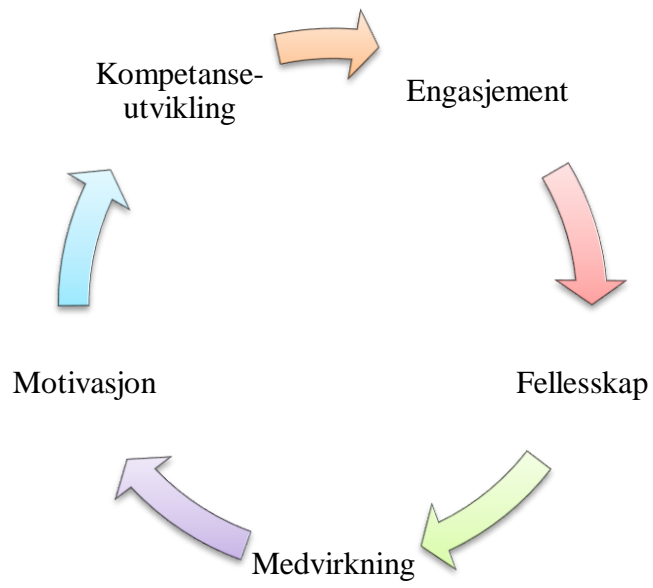 Kompetanse-
utvikling
Engasjement
Fellesskap
Medvirkning
Motivasjon